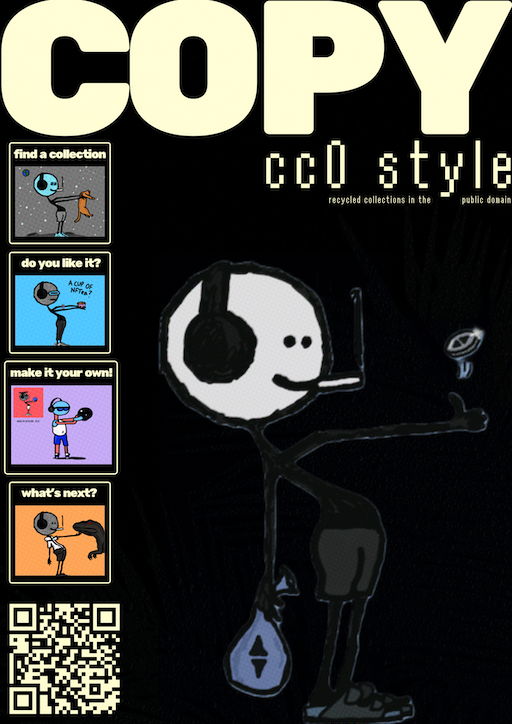 COPY
cc0 style
recycled collections in the public domain
find a collection
do you like it?
A CUP OF
NFTea?
make it your own!
what's next?